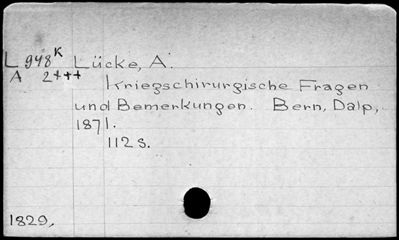 L 948ᴷ Lücke, A.
A 2+++
Kriegschirurgische Fragen
und Bemerkungen. Bern, Dalp,
1871.
112 S.
1829.